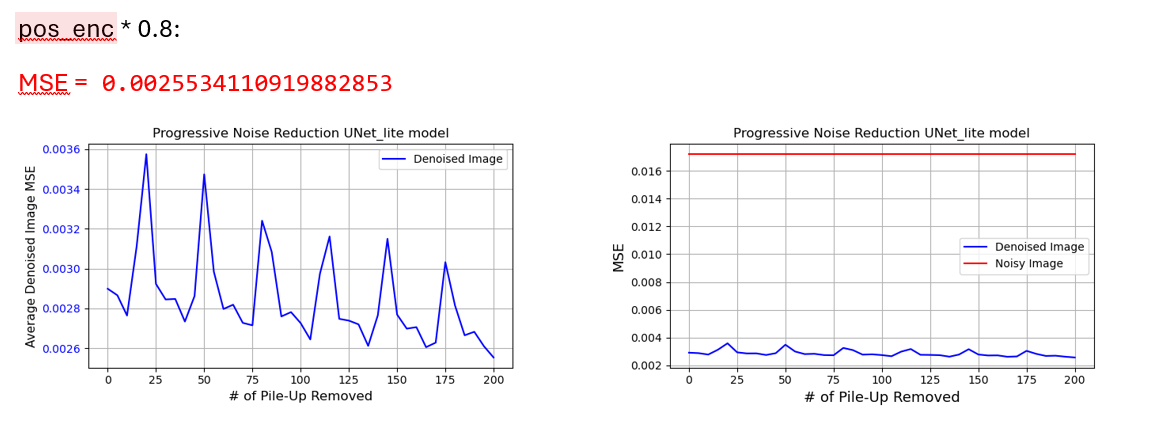 pos_enc * 0.8:
MSE = 0.0025534110919882853
Progressive Noise Reduction UNet_lite model
Denoised Image
Average Denoised Image MSE
0.0036
0.0034
0.0032
0.0030
0.0028
0.0026
0 25 50 75 100 125 150 175 200
# of Pile-Up Removed
Progressive Noise Reduction UNet_lite model
MSE
0.016
0.014
0.012
0.010
0.008
0.006
0.004
0.002
Denoised Image
Noisy Image
0 25 50 75 100 125 150 175 200
# of Pile-Up Removed